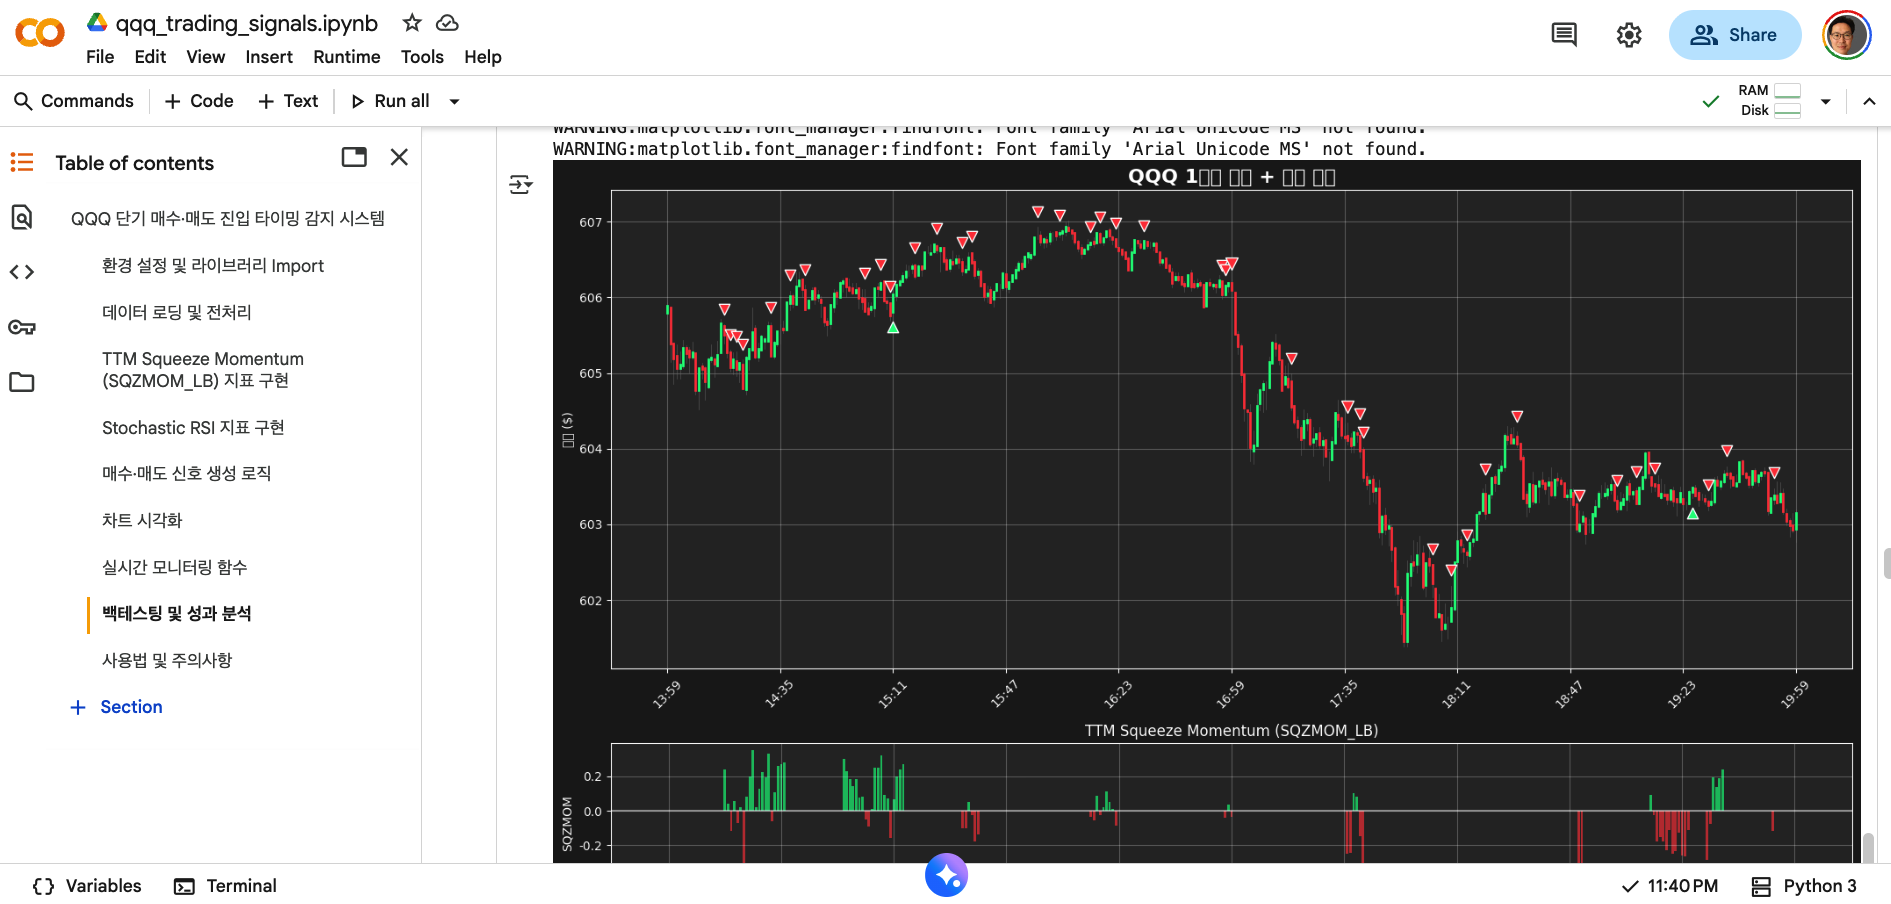 qqq_trading_signals.ipynb
File Edit View Insert Runtime Tools Help
Share
Commands
Code
Text
Run all
RAM
Disk
Table of contents
QQQ 단기 매수·매도 진입 타이밍 감지 시스템
환경 설정 및 라이브러리 Import
데이터 로딩 및 전처리
TTM Squeeze Momentum
(SQZMOM_LB) 지표 구현
Stochastic RSI 지표 구현
매수·매도 신호 생성 로직
차트 시각화
실시간 모니터링 함수
백테스팅 및 성과 분석
사용법 및 주의사항
Section
WARNING:matplotlib.font_manager:findfont: Font family 'Arial Unicode MS' not found.
WARNING:matplotlib.font_manager:findfont: Font family 'Arial Unicode MS' not found.
QQQ 1▯▯ ▯▯ + ▯▯ ▯▯
607
606
605
604
603
602
▯▯ ($)
13:59
14:35
15:11
15:47
16:23
16:59
17:35
18:11
18:47
19:23
19:59
TTM Squeeze Momentum (SQZMOM_LB)
0.2
0.0
-0.2
SQZMOM
Variables
Terminal
11:40 PM
Python 3